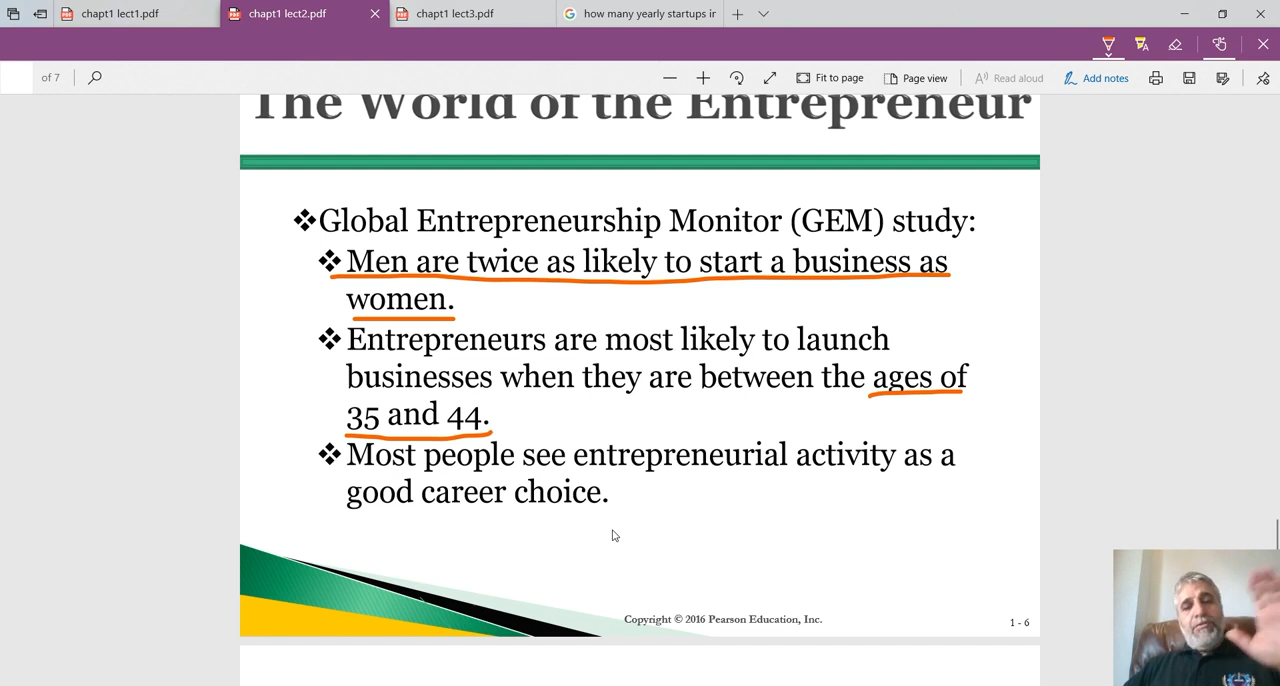 chapt1 lect1.pdf
chapt1 lect2.pdf
chapt1 lect3.pdf
how many yearly startups ir
of 7
Fit to page
Page view
Read aloud
Add notes
The World of the Entrepreneur
❖Global Entrepreneurship Monitor (GEM) study:
❖Men are twice as likely to start a business as
women.
❖Entrepreneurs are most likely to launch
businesses when they are between the ages of
35 and 44.
❖Most people see entrepreneurial activity as a
good career choice.
Copyright © 2016 Pearson Education, Inc.
1 - 6